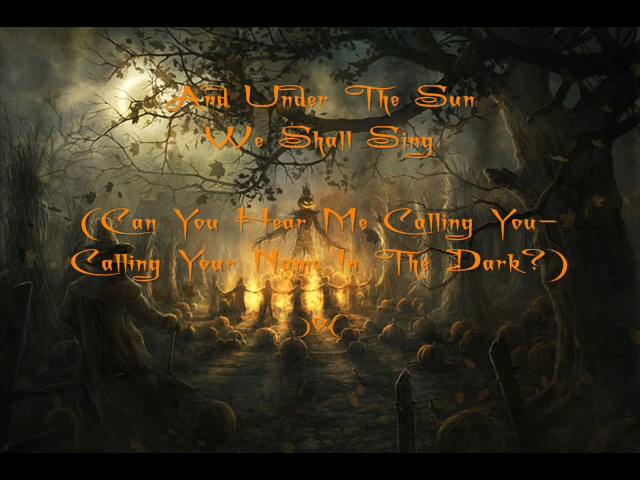 And Under The Sun
We Shall Sing
(Can You Hear Me Calling You-
Calling Your Name In The Dark?)
)o(